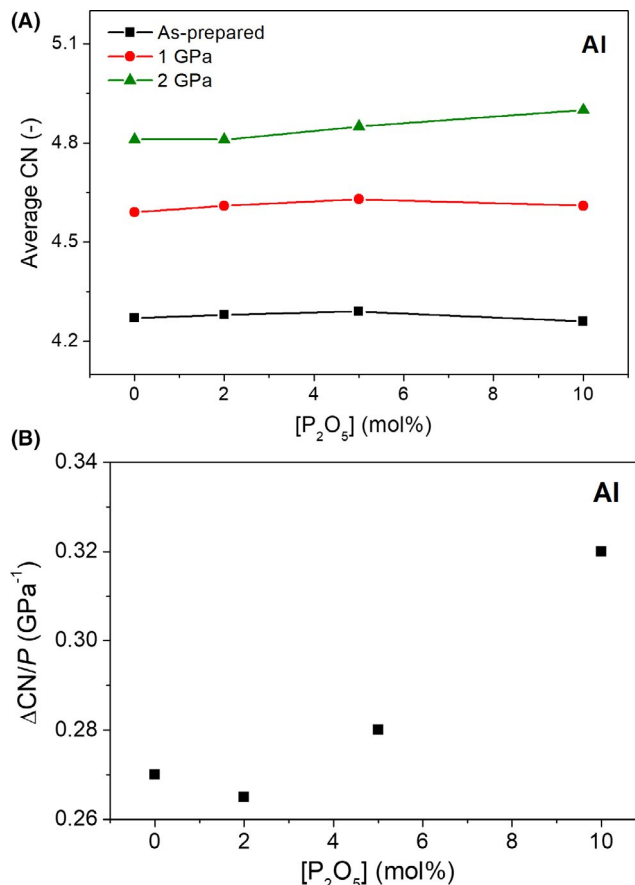 (A)
As-prepared
1 GPa
2 GPa
Al
Average CN (-)
5.1
4.8
4.5
4.2
0 2 4 6 8 10
[P₂O₅] (mol%)
(B)
Al
ΔCN/P (GPa⁻¹)
0.34
0.32
0.30
0.28
0.26
0 2 4 6 8 10
[P₂O₅] (mol%)